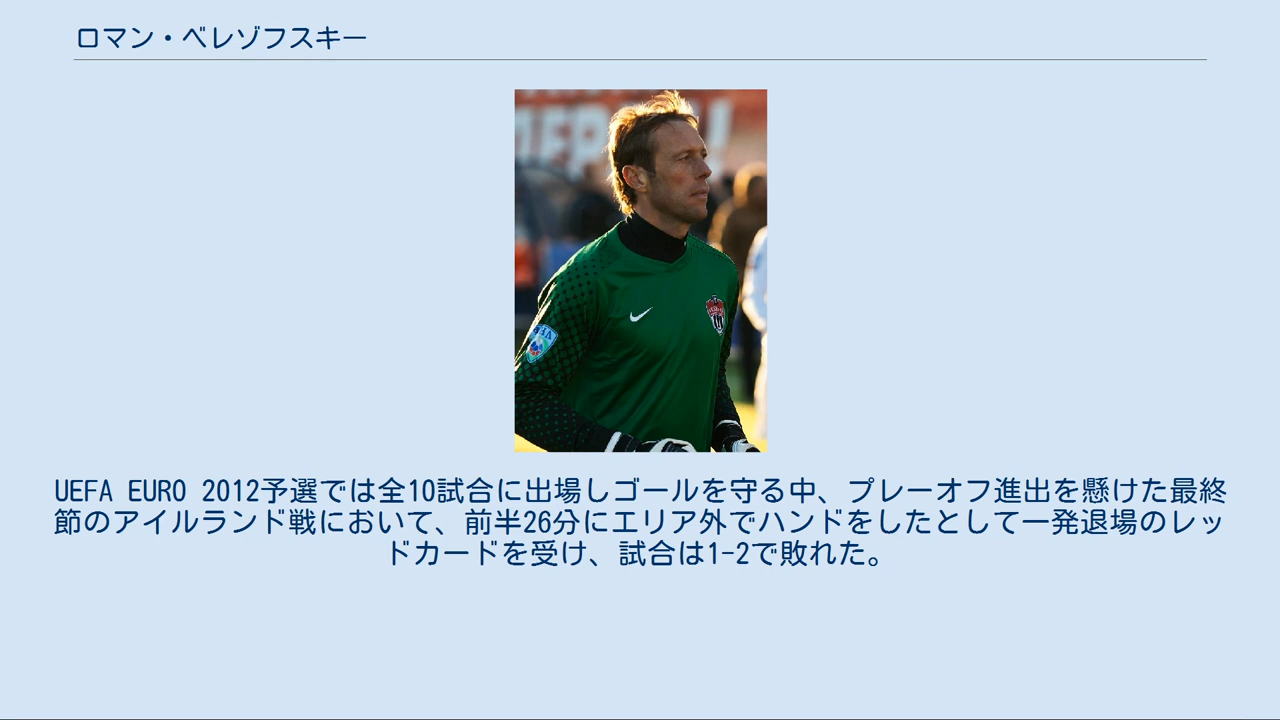 ロマン・ベレゾフスキー
UEFA EURO 2012予選では全10試合に出場しゴールを守る中、プレーオフ進出を懸けた最終
節のアイルランド戦において、前半26分にエリア外でハンドをしたとして一発退場のレッ
ドカードを受け、試合は1-2で敗れた。